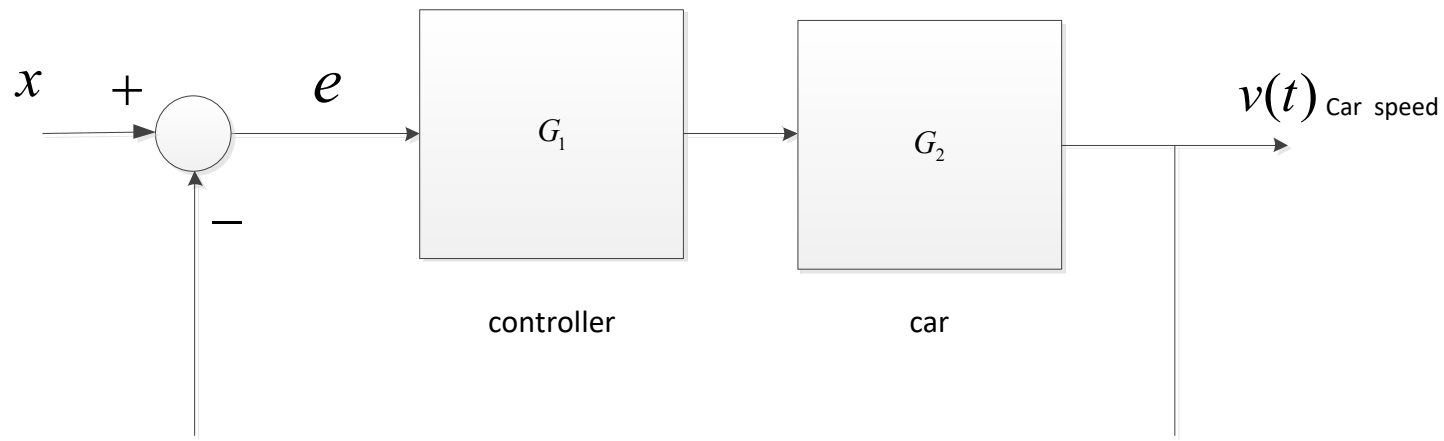 x + e G₁ G₂ v(t) Car speed
−
controller car